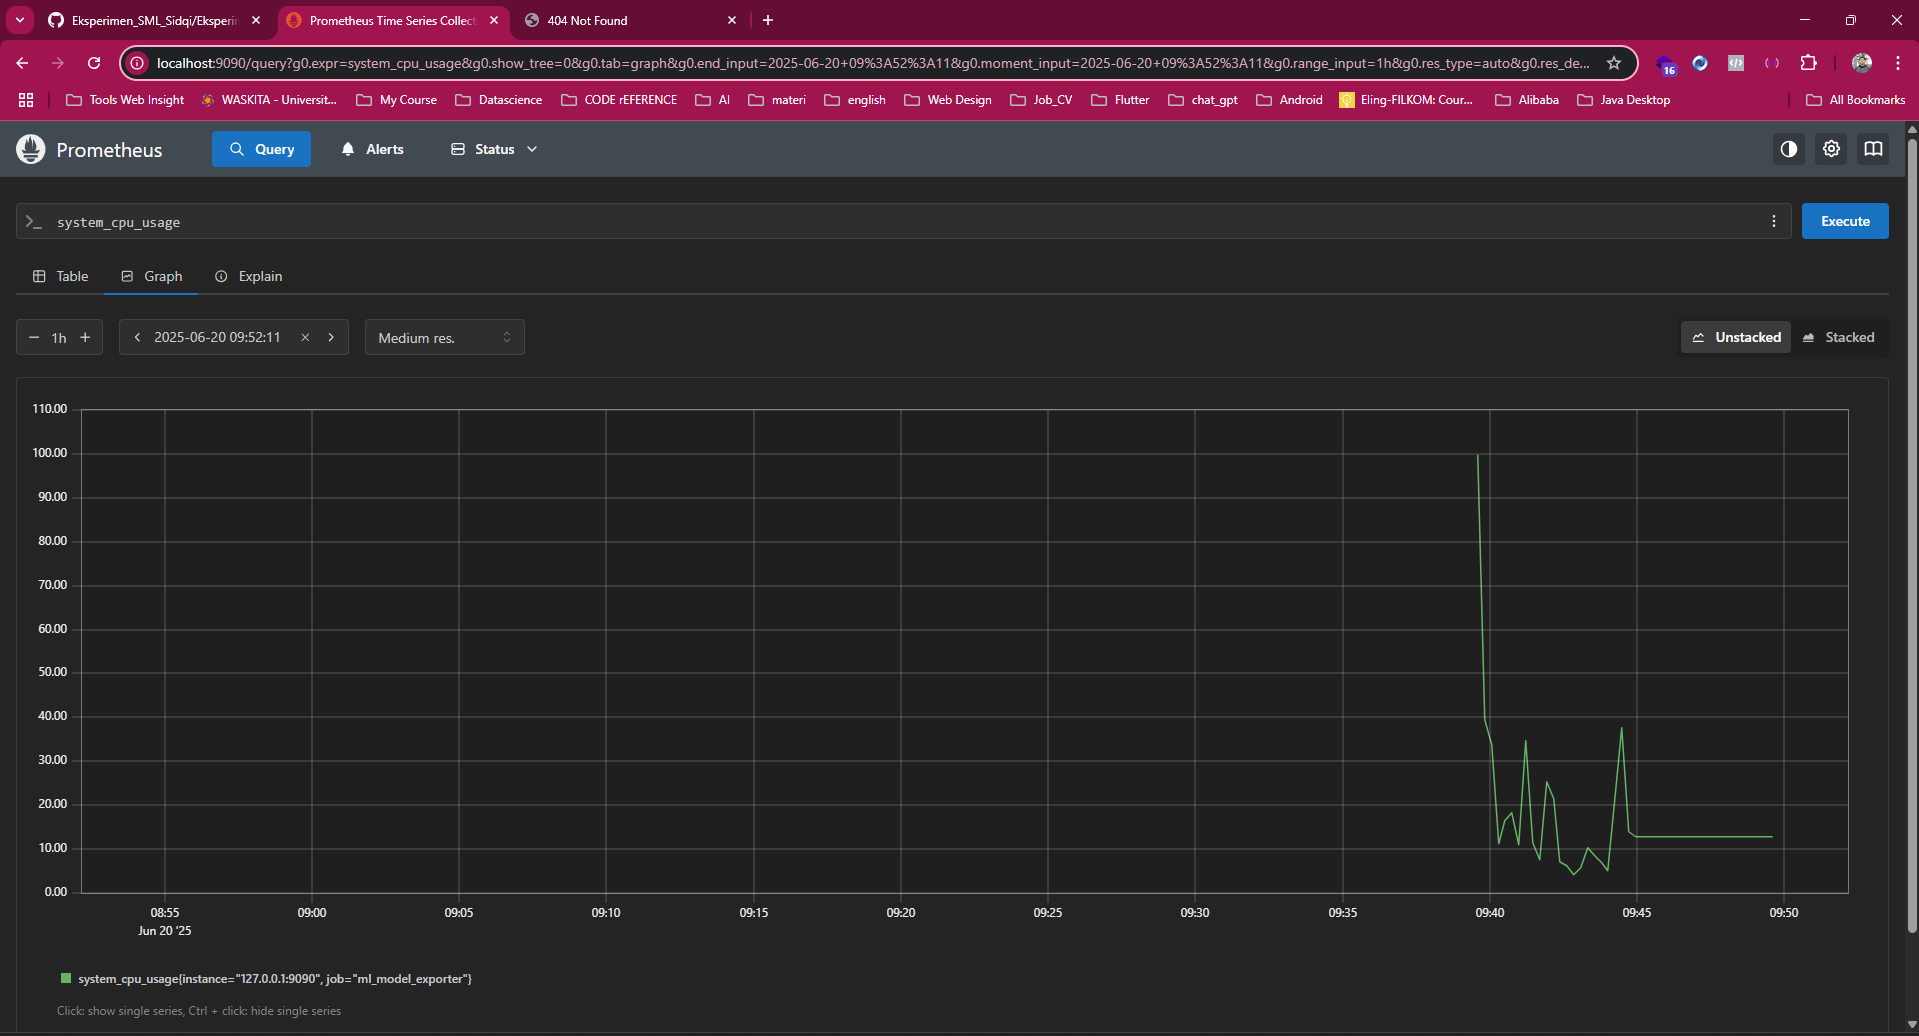 Eksperimen_SML_Sidqi/Eksperin
Prometheus Time Series Collect
404 Not Found
localhost:9090/query?g0.expr=system_cpu_usage&g0.show_tree=0&g0.tab=graph&g0.end_input=2025-06-20+09%3A52%3A11&g0.moment_input=2025-06-20+09%3A52%3A11&g0.range_input=1h&g0.res_type=auto&g0.res_de...
16
Tools Web Insight
WASKITA - Universit...
My Course
Datascience
CODE rEFERENCE
AI
materi
english
Web Design
Job_CV
Flutter
chat_gpt
Android
Eling-FILKOM: Cour...
Alibaba
Java Desktop
All Bookmarks
Prometheus
Query
Alerts
Status
>_ system_cpu_usage
Execute
Table
Graph
Explain
1h
2025-06-20 09:52:11
Medium res.
Unstacked
Stacked
110.00
100.00
90.00
80.00
70.00
60.00
50.00
40.00
30.00
20.00
10.00
0.00
08:55
09:00
09:05
09:10
09:15
09:20
09:25
09:30
09:35
09:40
09:45
09:50
Jun 20 '25
system_cpu_usage{instance="127.0.0.1:9090", job="ml_model_exporter"}
Click: show single series, Ctrl + click: hide single series